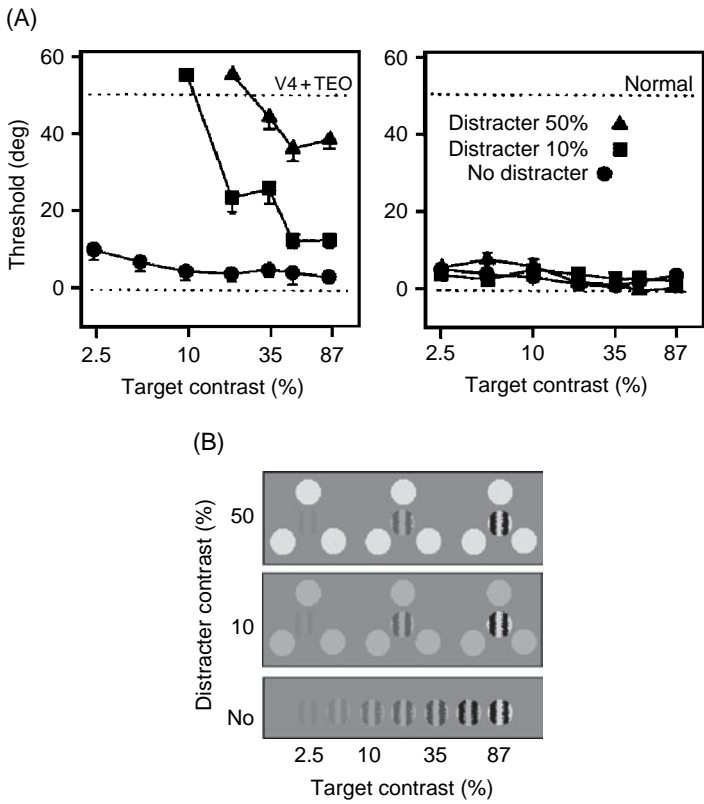 (A)
60
40
20
0
Threshold (deg)
V4 + TEO
2.5
10
35
87
Target contrast (%)
60
40
20
0
Normal
Distracter 50%
Distracter 10%
No distracter
2.5
10
35
87
Target contrast (%)
(B)
Distracter contrast (%)
50
10
No
2.5
10
35
87
Target contrast (%)